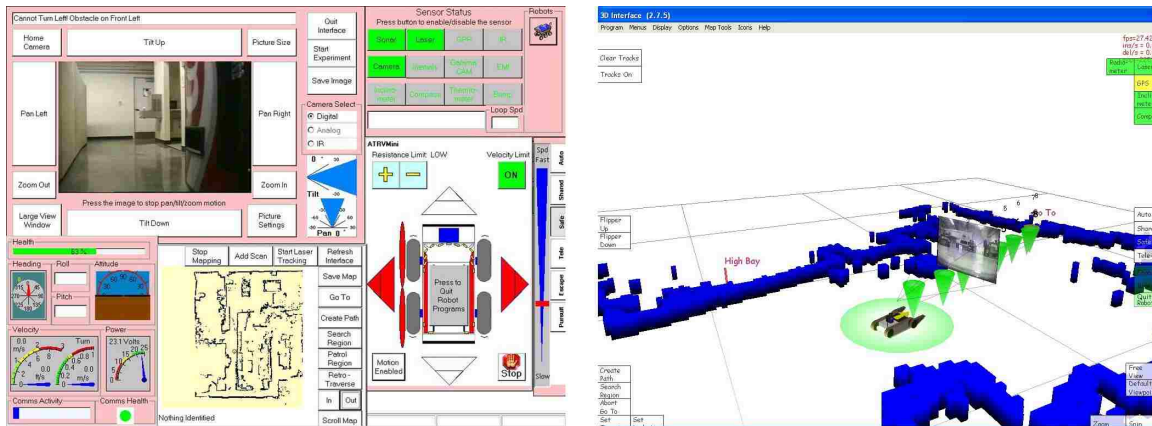 Cannot Turn Left! Obstacle on Front Left
Home Camera
Tilt Up
Picture Size
Quit Interface
Start Experiment
Save Image
Pan Left
Pan Right
Camera Select
Digital
Analog
IR
Zoom Out
Zoom In
Press the image to stop pan/tilt/zoom motion
Large View Window
Tilt Down
Picture Settings
Tilt
Pan 0°
Sensor Status
Press button to enable/disable the sensor
Sonar
Laser
GPR
IR
Camera
Gamma CAM
EMI
Compass
Thermometer
Loop Spd
Robots
ATRVMini
Resistance Limit: LOW
Velocity Limit
ON
Spd
Fast
Auto
Shared
Safe
Tele
Escape
Pursuit
Slow
Press to Quit Robot Programs
Motion Enabled
Stop
Health
63 %
Heading
Roll
Attitude
Pitch
Velocity
0.0 m/s
Turn
Power
23.1 Volts
Comms Activity
Comms Health
Stop Mapping
Add Scan
Start Laser Tracking
Refresh Interface
Save Map
Go To
Create Path
Search Region
Patrol Region
Retro-Traverse
In
Out
Scroll Map
Nothing Identified
3D Interface (2.7.5)
Program Menus Display Options Map Tools Icons Help
Clear Tracks
Tracks On
GPS
High Bay
Go To
Flipper Up
Flipper Down
Create Path
Search Region
Abort Go To
Set
Set
Free View
Default Viewpoi
Zoom
Spin